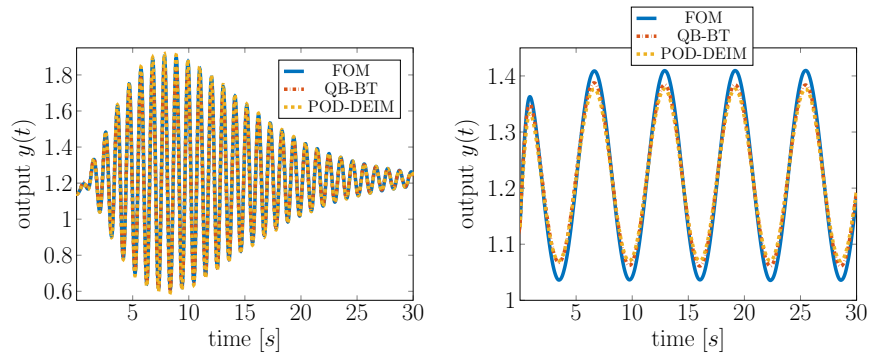 FOM
QB-BT
POD-DEIM
1.8
1.6
1.4
1.2
1
0.8
0.6
output y(t)
5
10
15
20
25
30
time [s]
FOM
QB-BT
POD-DEIM
1.4
1.3
1.2
1.1
1
output y(t)
5
10
15
20
25
30
time [s]